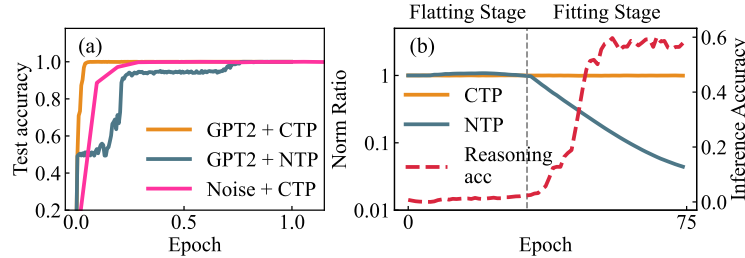 (a)
Test accuracy
1.0
0.8
0.6
0.4
0.2
GPT2 + CTP
GPT2 + NTP
Noise + CTP
0.0
0.5
1.0
Epoch
Flatting Stage
Fitting Stage
(b)
Norm Ratio
1
0.1
0.01
CTP
NTP
Reasoning
acc
0.6
0.4
0.2
0.0
Inference Accuracy
0
75
Epoch